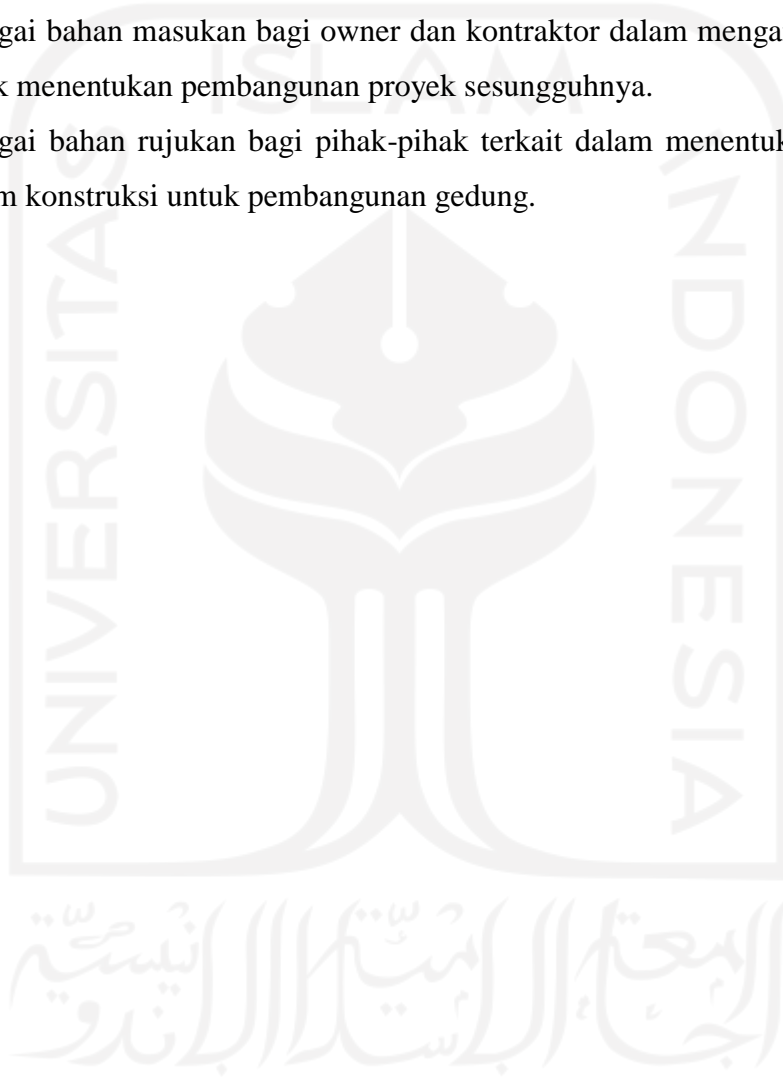 gai bahan masukan bagi owner dan kontraktor dalam menga
k menentukan pembangunan proyek sesungguhnya.
gai bahan rujukan bagi pihak-pihak terkait dalam menentuk
m konstruksi untuk pembangunan gedung.
ISLAM
UNIVERSITAS
INDONESIA